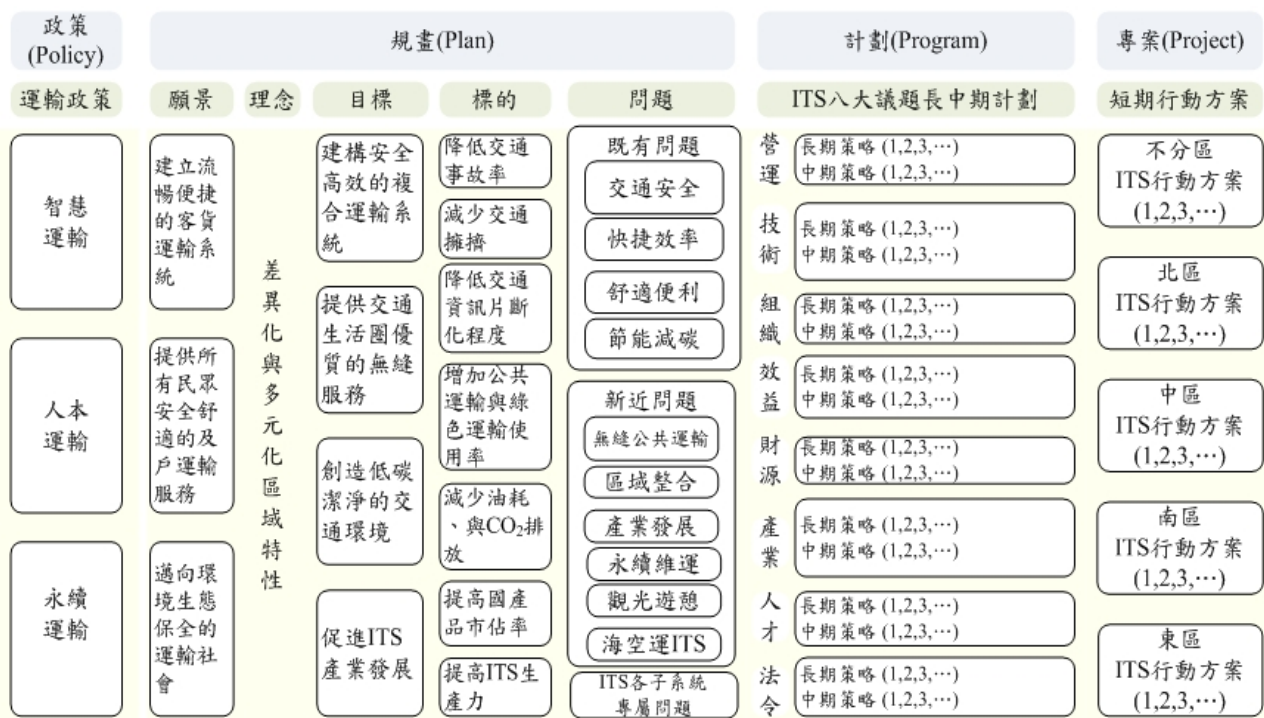 政策
(Policy)
規畫(Plan)
計劃(Program)
專案(Project)
運輸政策
願景
理念
目標
標的
問題
ITS八大議題長中期計劃
短期行動方案
智慧
運輸
人本
運輸
永續
運輸
建立流
暢便捷
的客貨
運輸系
統
提供所
有民眾
安全舒
適的及
戶運輸
服務
邁向環
境生態
保全的
運輸社
會
差異化與多元化區域特性
建構安全
高效的複
合運輸系
統
提供交通
生活圈優
質的無縫
服務
創造低碳
潔淨的交
通環境
促進ITS
產業發展
降低交通
事故率
減少交通
擁擠
降低交通
資訊片斷
化程度
增加公共
運輸與綠
色運輸使
用率
減少油耗
、與CO₂排
放
提高國產
品市佔率
提高ITS生
產力
既有問題
交通安全
快捷效率
舒適便利
節能減碳
新近問題
無縫公共運輸
區域整合
產業發展
永續維運
觀光遊憩
海空運ITS
ITS各子系統
專屬問題
營運
長期策略 (1,2,3,…)
中期策略 (1,2,3,…)
技術
長期策略 (1,2,3,…)
中期策略 (1,2,3,…)
組織
長期策略 (1,2,3,…)
中期策略 (1,2,3,…)
效益
長期策略 (1,2,3,…)
中期策略 (1,2,3,…)
財源
長期策略 (1,2,3,…)
中期策略 (1,2,3,…)
產業
長期策略 (1,2,3,…)
中期策略 (1,2,3,…)
人才
長期策略 (1,2,3,…)
中期策略 (1,2,3,…)
法令
長期策略 (1,2,3,…)
中期策略 (1,2,3,…)
不分區
ITS行動方案
(1,2,3,…)
北區
ITS行動方案
(1,2,3,…)
中區
ITS行動方案
(1,2,3,…)
南區
ITS行動方案
(1,2,3,…)
東區
ITS行動方案
(1,2,3,…)